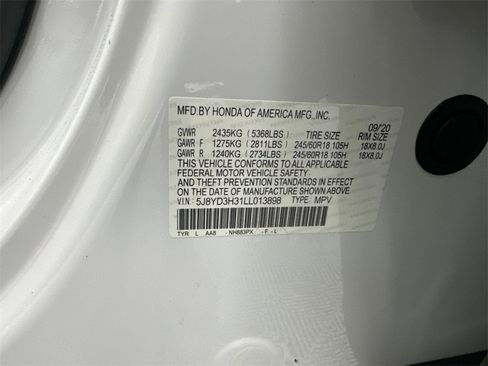 MFD.BY HONDA OF AMERICA MFG.,INC.
09/'20
GVWR 2435KG (5368LBS) TIRE SIZE RIM SIZE
GAWR F 1275KG (2811LBS) 245/60R18 105H 18X8.0J
GAWR R 1240KG (2734LBS) 245/60R18 105H 18X8.0J
THIS VEHICLE CONFORMS TO ALL APPLICABLE
FEDERAL MOTOR VEHICLE SAFETY,
AND THEFT PREVENTION STANDARDS IN EFFECT
ON THE DATE OF MANUFACTURE SHOWN ABOVE.
VIN: 5J8YD3H31LL013898 TYPE: MPV
TYR L AA8 -NH883PX -F-L